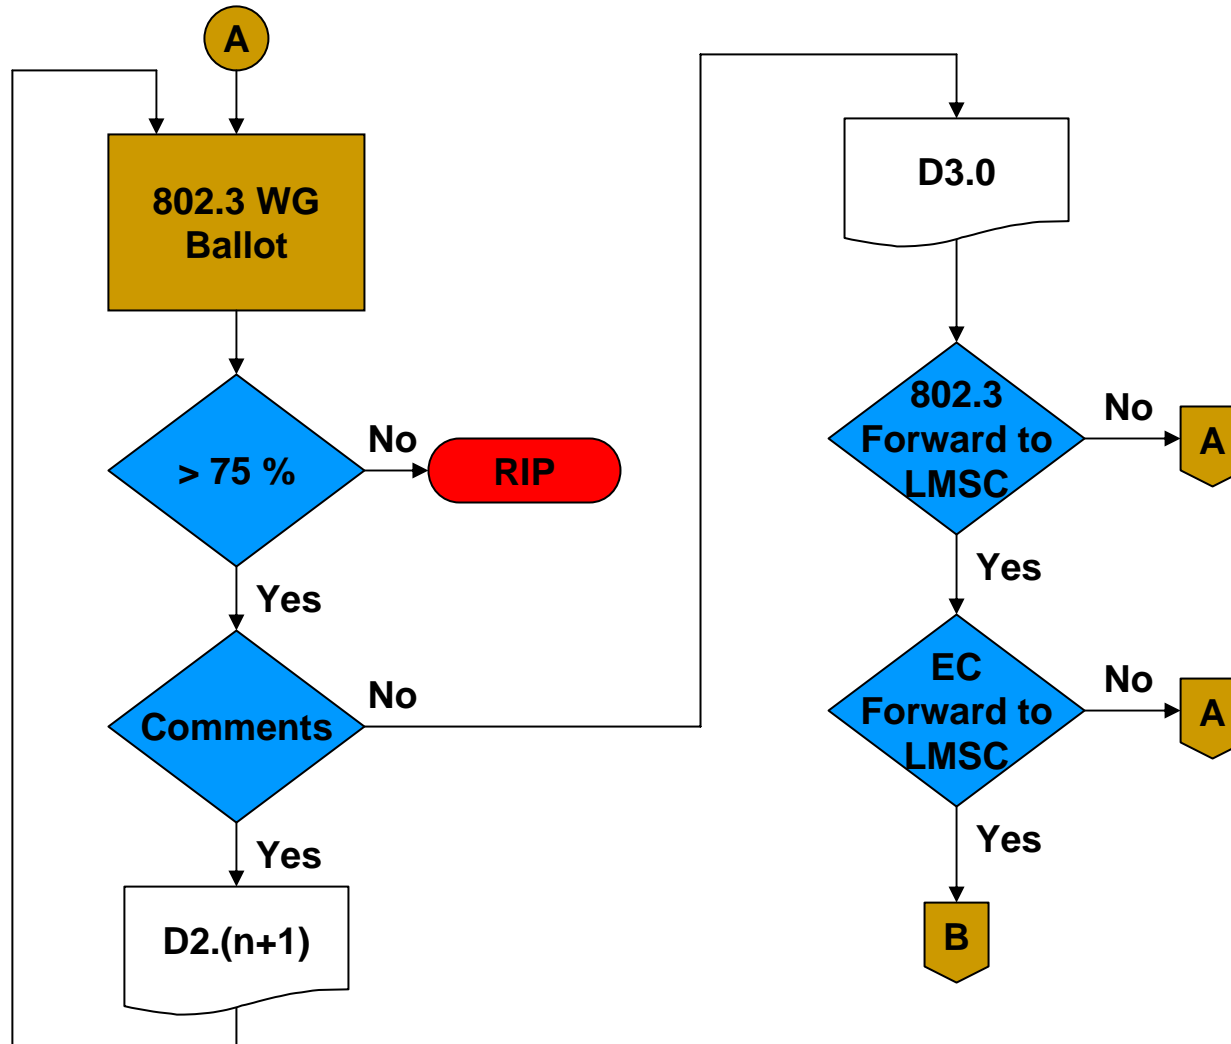 A
802.3 WG
Ballot
> 75 %
No
RIP
Yes
Comments
No
Yes
D2.(n+1)
D3.0
802.3
Forward to
LMSC
No
A
Yes
EC
Forward to
LMSC
No
A
Yes
B